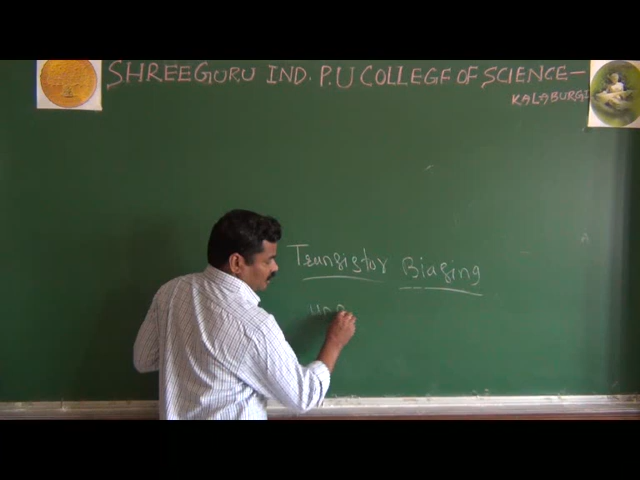 SHREEGURU IND. P.U COLLEGE OF SCIENCE-
KALABURGI
Transistor Biasing